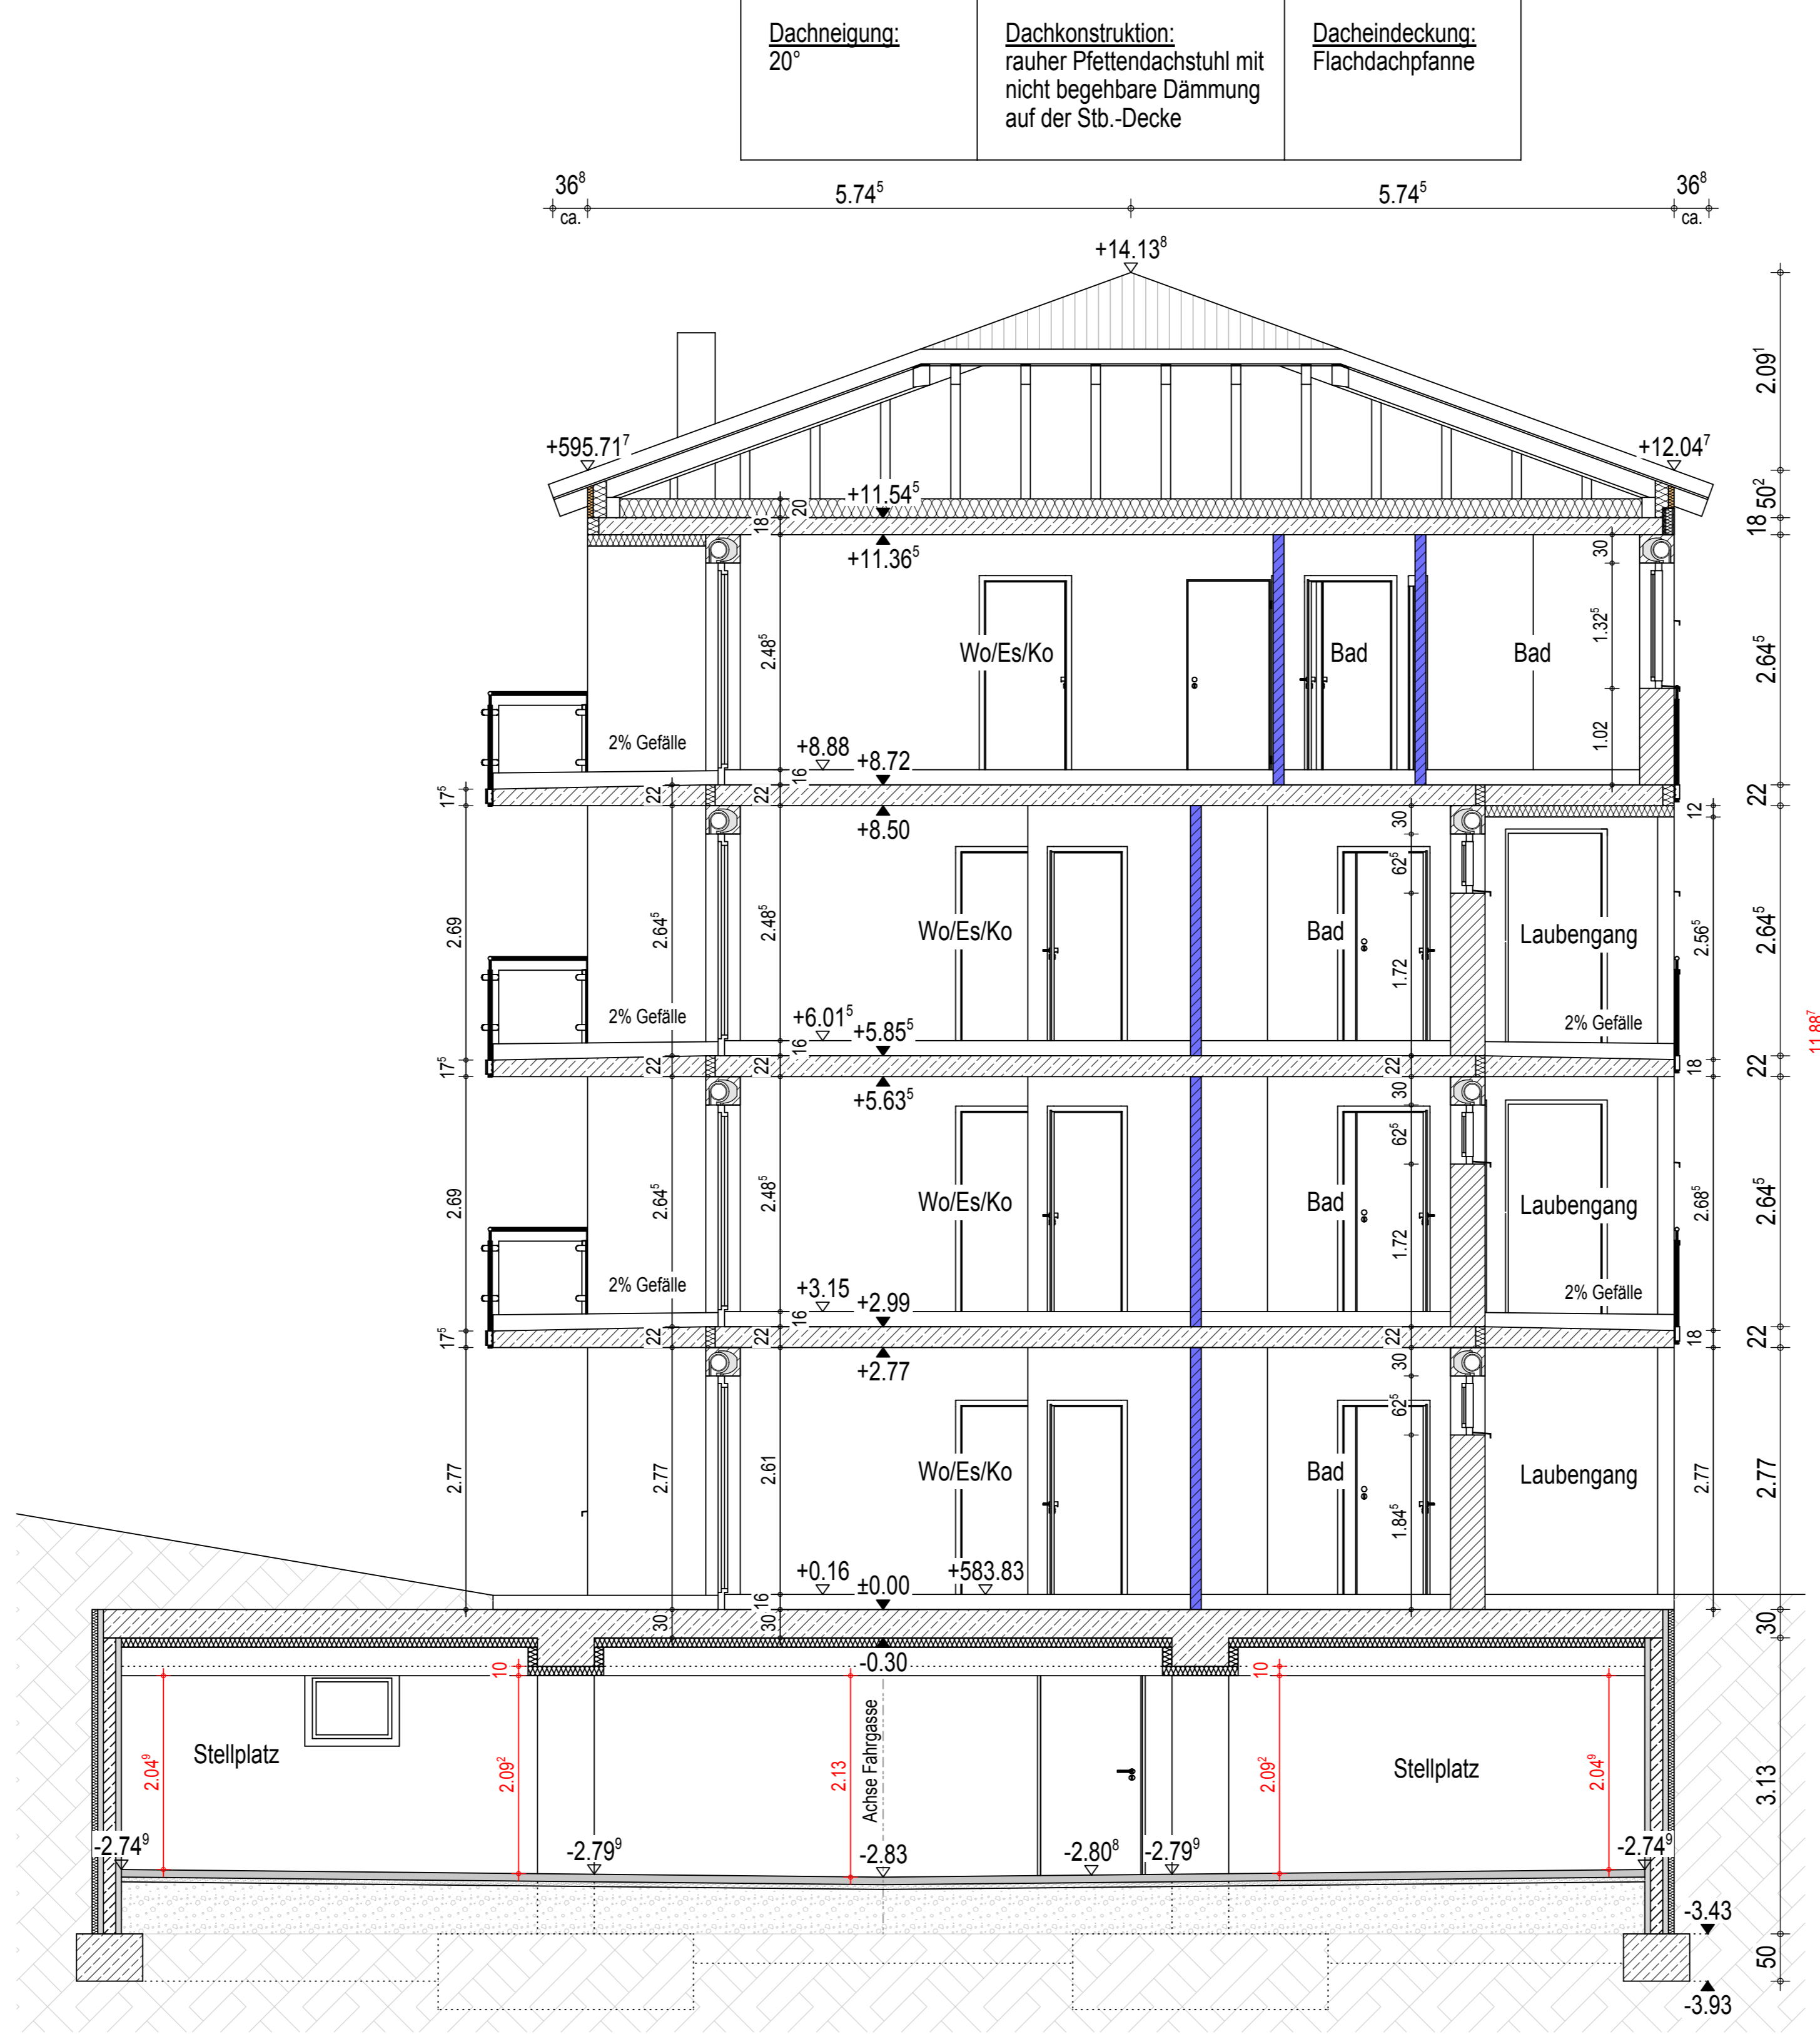 Dachneigung:
20°
Dachkonstruktion:
rauher Pfettendachstuhl mit
nicht begehbare Dämmung
auf der Stb.-Decke
Dacheindeckung:
Flachdachpfanne
36⁸ 5.74⁵ 5.74⁵ 36⁸
ca. ca.
+14.13⁸
2.09¹
+595.71⁷ +12.04⁷
50²
+11.54⁵
20
18 18
+11.36⁵
30
1.32⁵
2.48⁵ Wo/Es/Ko Bad Bad 2.64⁵
1.02
2% Gefälle
+8.88
+8.72
16
17⁵ 22 22 22
+8.50
12
30
62⁵
2.69 2.64⁵ 2.48⁵ Wo/Es/Ko Bad Laubengang 2.56⁵ 2.64⁵
1.72
2% Gefälle
+6.01⁵
+5.85⁵
2% Gefälle
11.88⁷
16
17⁵ 22 22 22 18 22
+5.63⁵
30
62⁵
2.69 2.64⁵ 2.48⁵ Wo/Es/Ko Bad Laubengang 2.68⁵ 2.64⁵
1.72
2% Gefälle
+3.15
+2.99
2% Gefälle
16
17⁵ 22 22 22 18 22
+2.77
30
62⁵
2.77 2.77 2.61 Wo/Es/Ko Bad Laubengang 2.77 2.77
1.84⁵
+0.16 ±0.00 +583.83
16
30 30 30
-0.30
10 10
Stellplatz
2.04⁹ 2.09² 2.13 Achse Fahrgasse 2.09² Stellplatz 2.04⁹ 3.13
-2.74⁹ -2.79⁹ -2.83 -2.80⁸ -2.79⁹ -2.74⁹
-3.43
50
-3.93